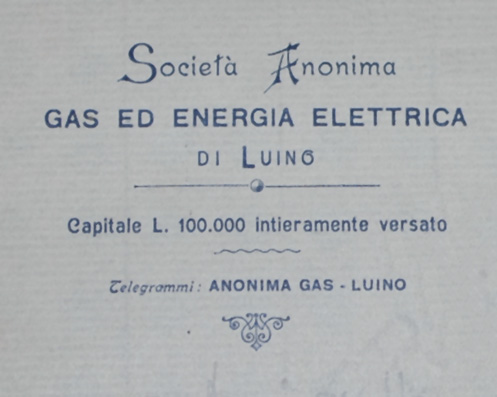 Società Anonima
GAS ED ENERGIA ELETTRICA
DI LUINO
Capitale L. 100.000 intieramente versato
Telegrammi: ANONIMA GAS - LUINO